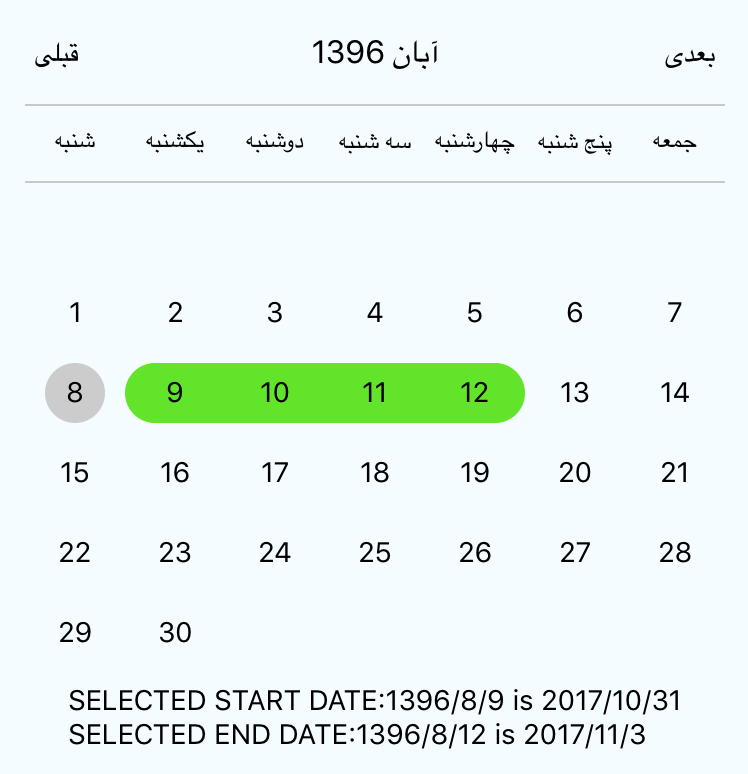 قبلی آبان 1396 بعدی
شنبه یکشنبه دوشنبه سه شنبه چهارشنبه پنج شنبه جمعه
1 2 3 4 5 6 7
8 9 10 11 12 13 14
15 16 17 18 19 20 21
22 23 24 25 26 27 28
29 30
SELECTED START DATE:1396/8/9 is 2017/10/31
SELECTED END DATE:1396/8/12 is 2017/11/3